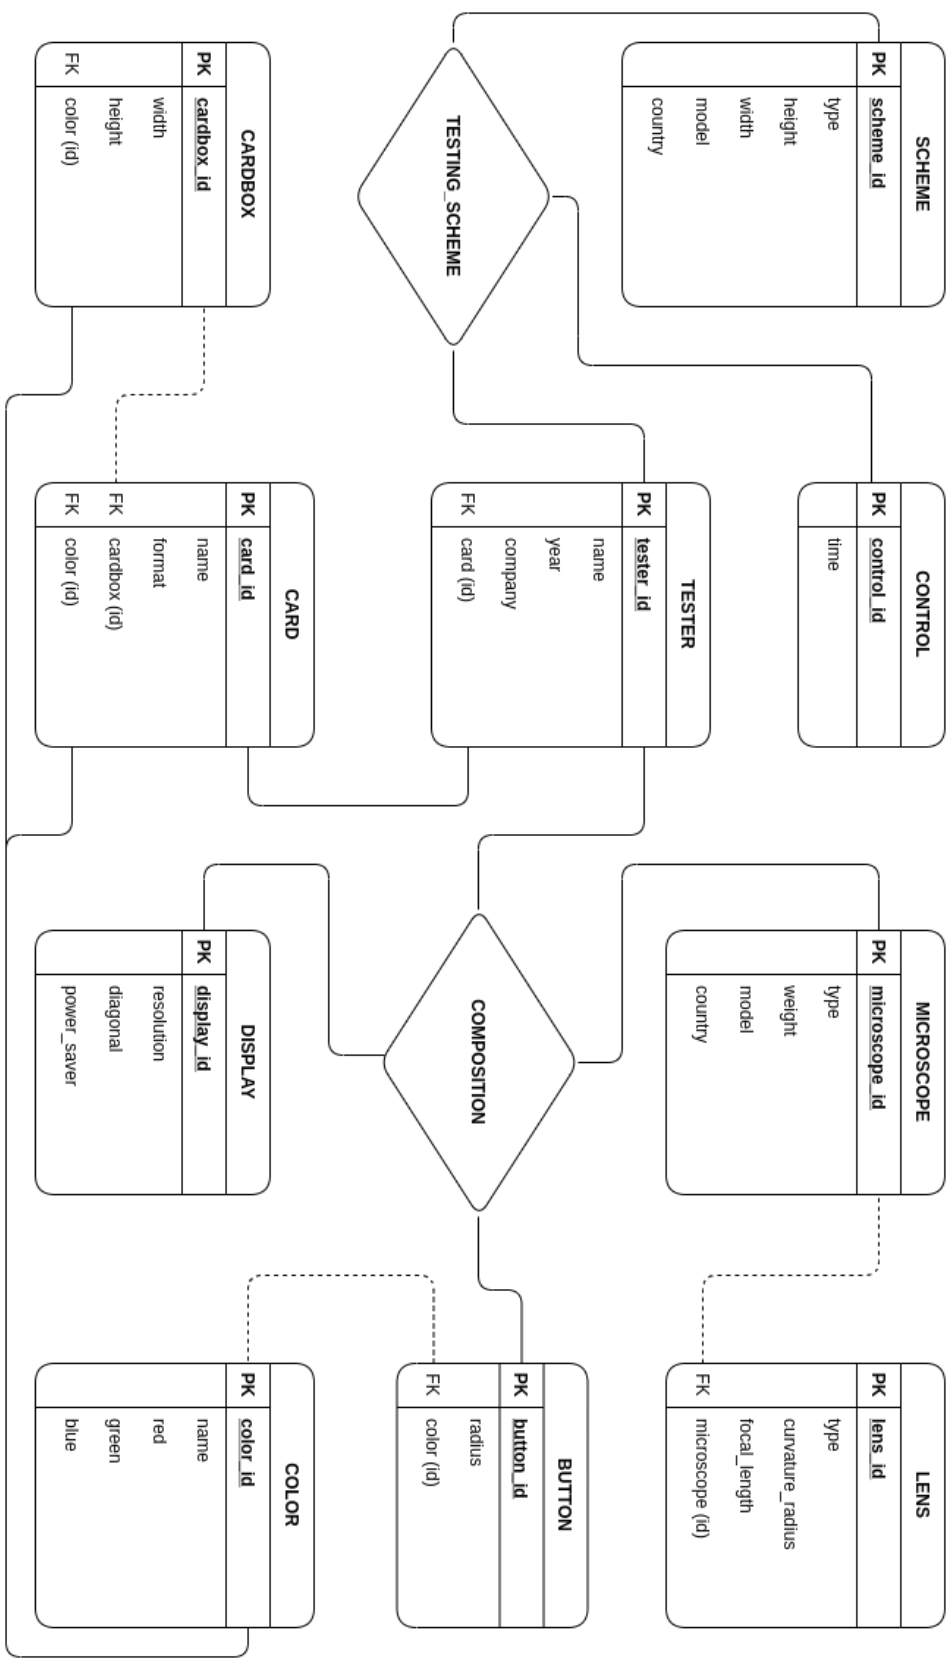 SCHEME
PK scheme_id
type
height
width
model
country
CONTROL
PK control_id
time
MICROSCOPE
PK microscope_id
type
weight
model
country
LENS
PK lens_id
type
curvature_radius
focal_length
FK microscope (id)
TESTING_SCHEME
TESTER
PK tester_id
name
year
company
FK card (id)
COMPOSITION
BUTTON
PK button_id
radius
FK color (id)
CARDBOX
PK cardbox_id
width
height
FK color (id)
CARD
PK card_id
name
format
FK cardbox (id)
FK color (id)
DISPLAY
PK display_id
resolution
diagonal
power_saver
COLOR
PK color_id
name
red
green
blue